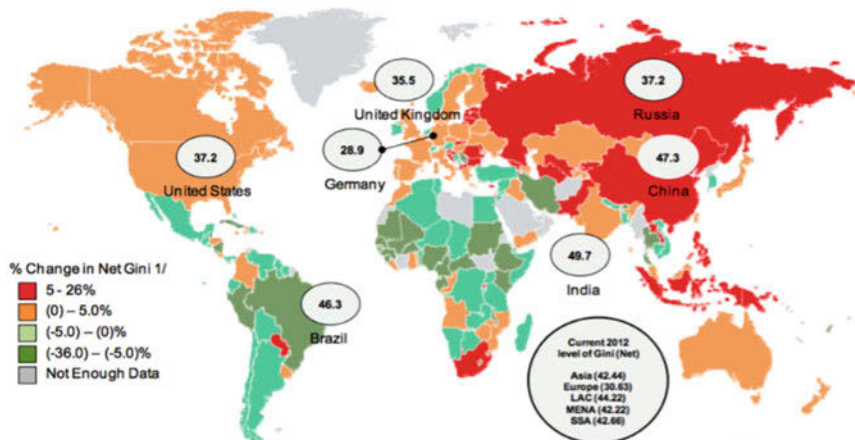 35.5
United Kingdom
37.2
Russia
37.2
United States
28.9
Germany
47.3
China
49.7
India
46.3
Brazil
% Change in Net Gini 1/
5 - 26%
(0) – 5.0%
(-5.0) – (0)%
(-36.0) – (-5.0)%
Not Enough Data
Current 2012
level of Gini (Net)
Asia (42.44)
Europe (30.63)
LAC (44.22)
MENA (42.22)
SSA (42.66)